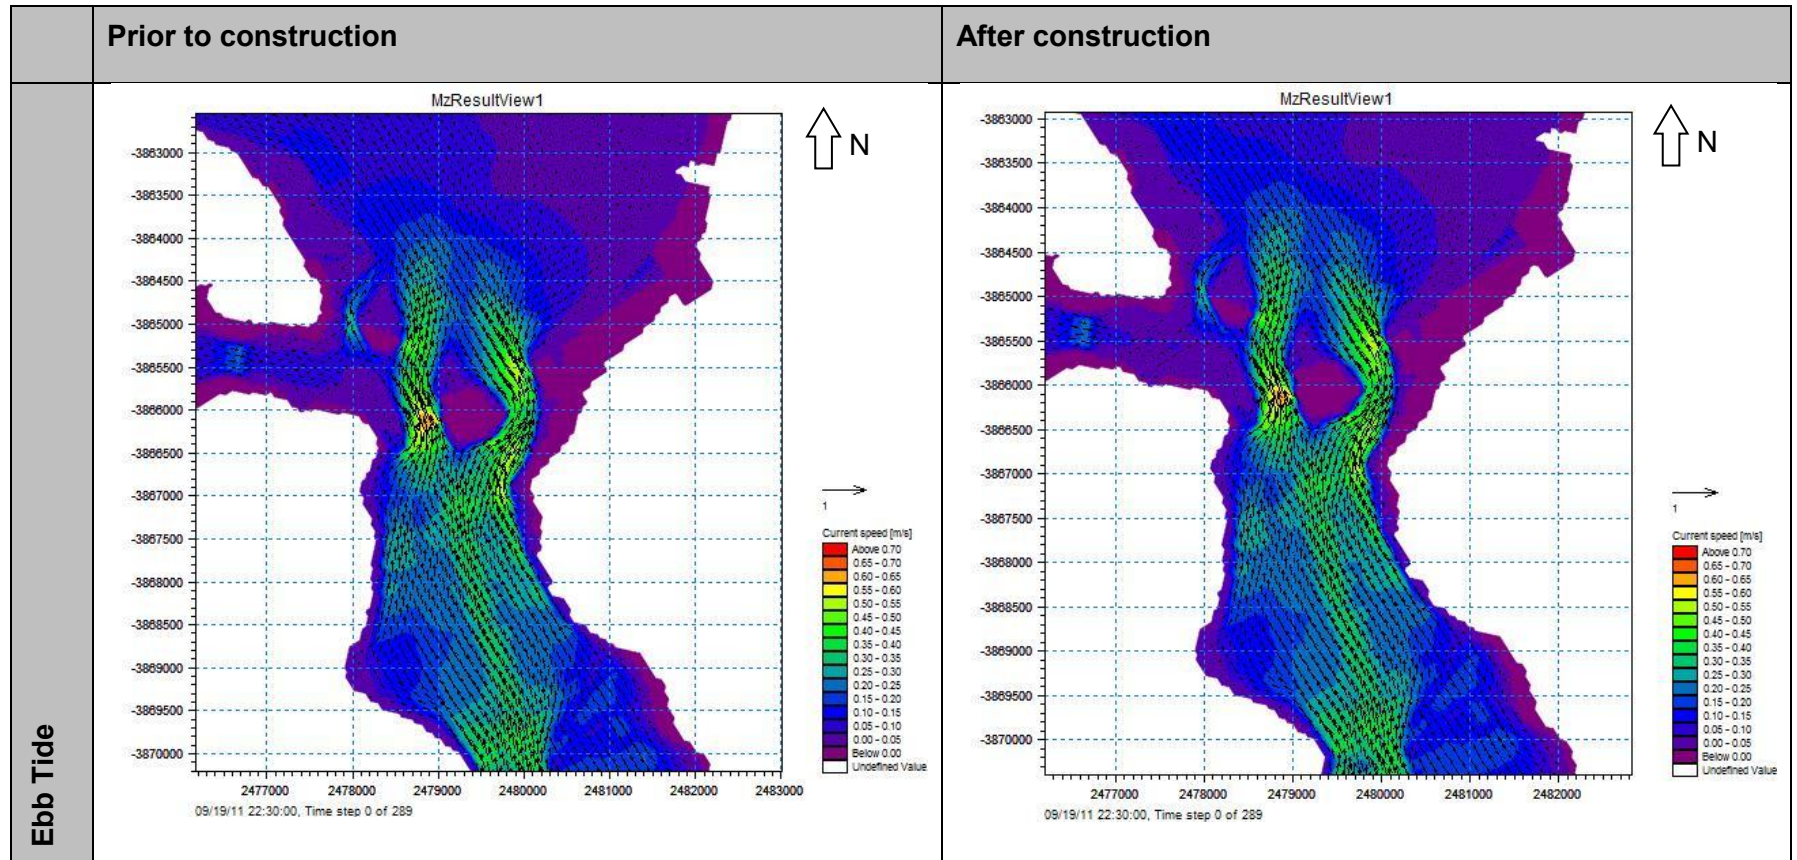 Prior to construction
After construction
Ebb Tide
MzResultView1
N
-3863000
-3863500
-3864000
-3864500
-3865000
-3865500
-3866000
-3866500
-3867000
-3867500
-3868000
-3868500
-3869000
-3869500
-3870000
2477000 2478000 2479000 2480000 2481000 2482000 2483000
09/19/11 22:30:00, Time step 0 of 289
1
Current speed [m/s]
Above 0.70
0.65 - 0.70
0.60 - 0.65
0.55 - 0.60
0.50 - 0.55
0.45 - 0.50
0.40 - 0.45
0.35 - 0.40
0.30 - 0.35
0.25 - 0.30
0.20 - 0.25
0.15 - 0.20
0.10 - 0.15
0.05 - 0.10
0.00 - 0.05
Below 0.00
Undefined Value
MzResultView1
N
-3863000
-3863500
-3864000
-3864500
-3865000
-3865500
-3866000
-3866500
-3867000
-3867500
-3868000
-3868500
-3869000
-3869500
-3870000
2477000 2478000 2479000 2480000 2481000 2482000
09/19/11 22:30:00, Time step 0 of 289
1
Current speed [m/s]
Above 0.70
0.65 - 0.70
0.60 - 0.65
0.55 - 0.60
0.50 - 0.55
0.45 - 0.50
0.40 - 0.45
0.35 - 0.40
0.30 - 0.35
0.25 - 0.30
0.20 - 0.25
0.15 - 0.20
0.10 - 0.15
0.05 - 0.10
0.00 - 0.05
Below 0.00
Undefined Value